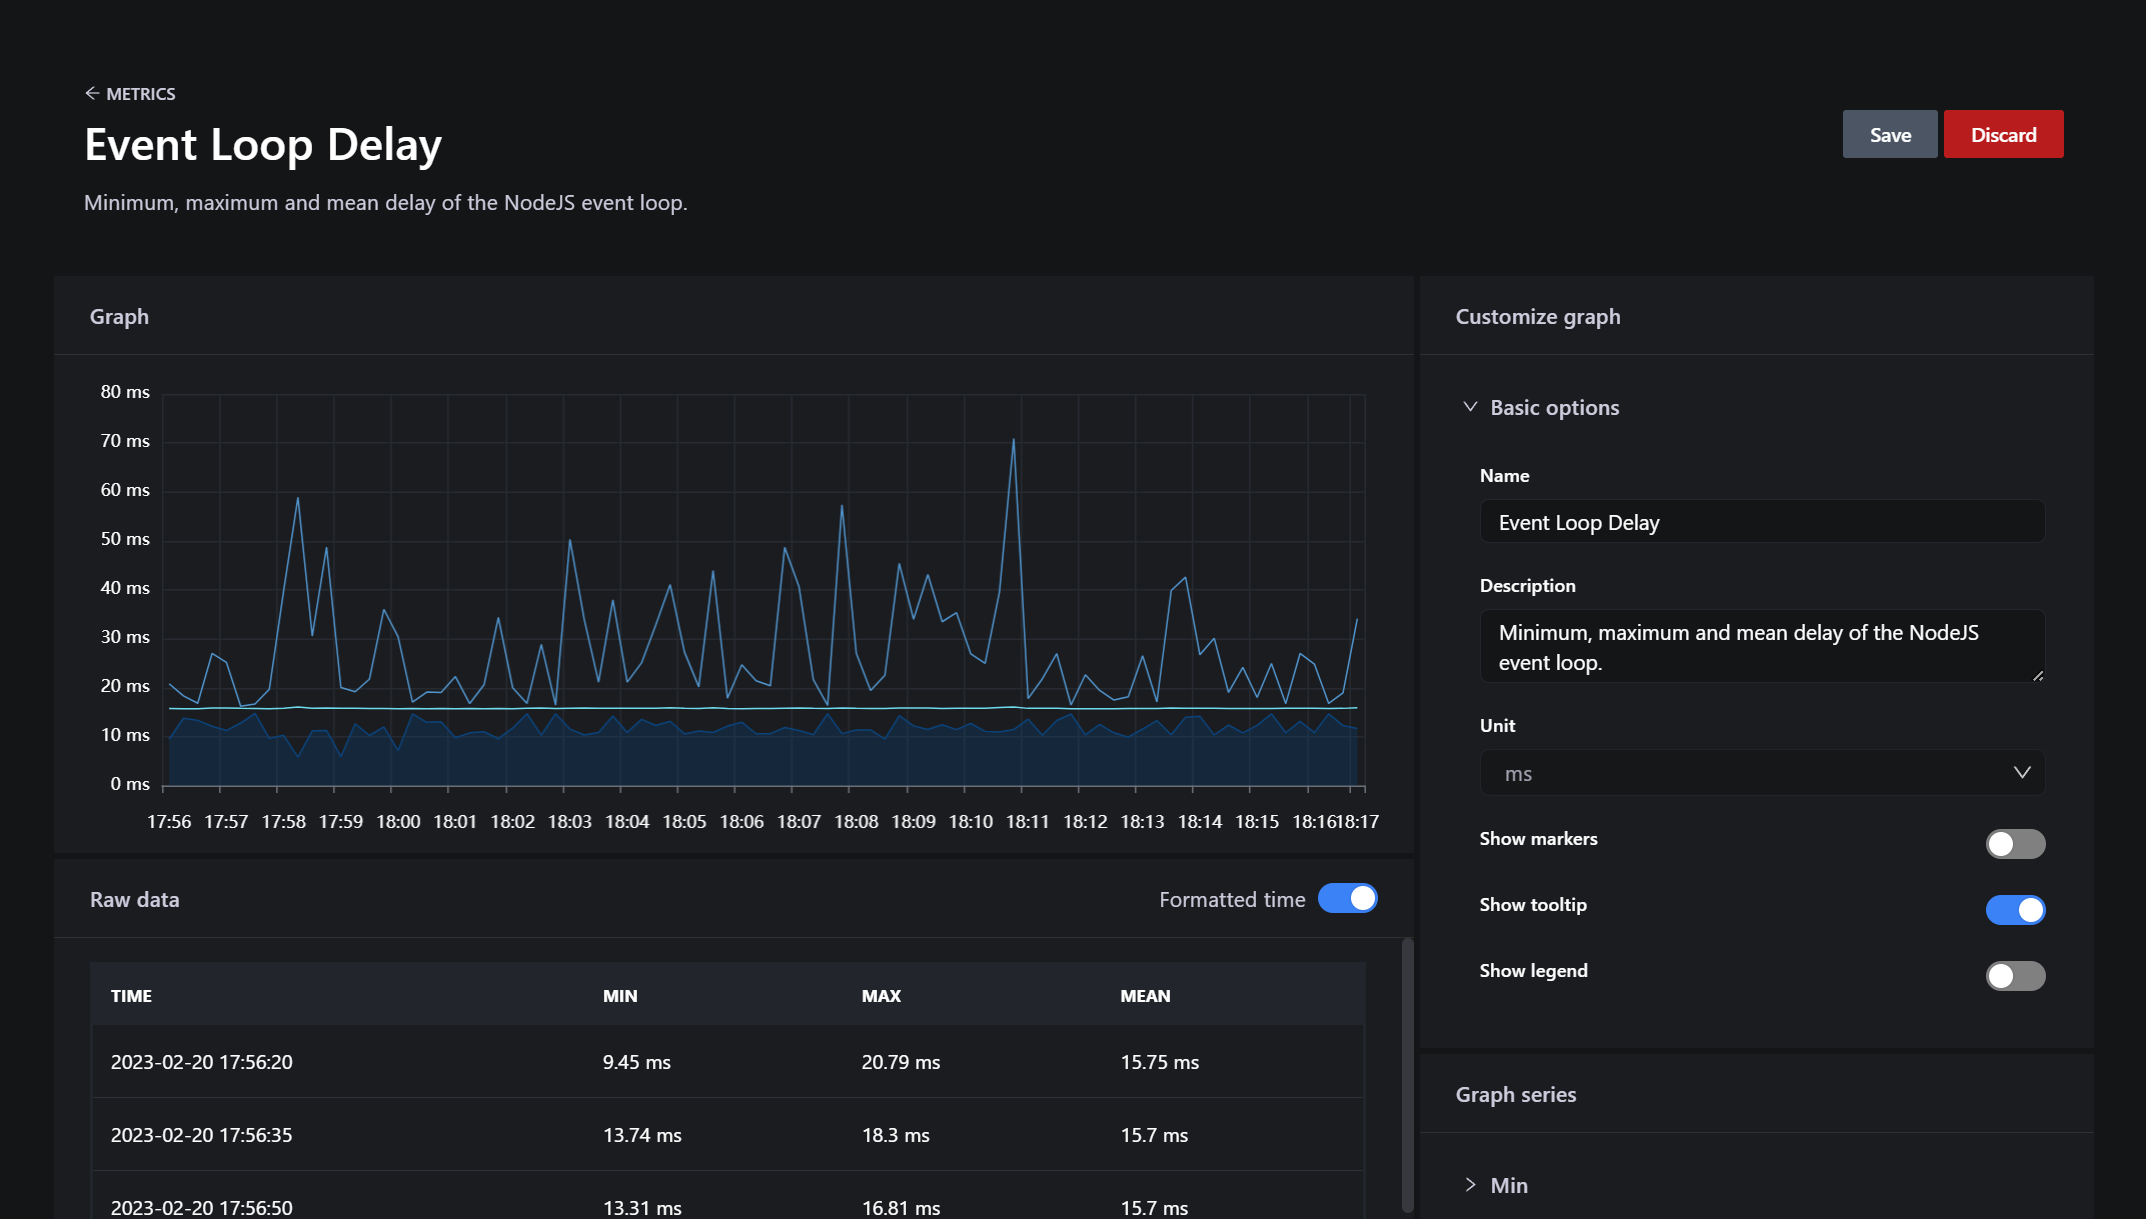 METRICS
Event Loop Delay
Minimum, maximum and mean delay of the NodeJS event loop.
Save
Discard
Graph
80 ms
70 ms
60 ms
50 ms
40 ms
30 ms
20 ms
10 ms
0 ms
17:56 17:57 17:58 17:59 18:00 18:01 18:02 18:03 18:04 18:05 18:06 18:07 18:08 18:09 18:10 18:11 18:12 18:13 18:14 18:15 18:16 18:17
Raw data
Formatted time
TIME MIN MAX MEAN
2023-02-20 17:56:20 9.45 ms 20.79 ms 15.75 ms
2023-02-20 17:56:35 13.74 ms 18.3 ms 15.7 ms
2023-02-20 17:56:50 13.31 ms 16.81 ms 15.7 ms
Customize graph
Basic options
Name
Event Loop Delay
Description
Minimum, maximum and mean delay of the NodeJS
event loop.
Unit
ms
Show markers
Show tooltip
Show legend
Graph series
Min